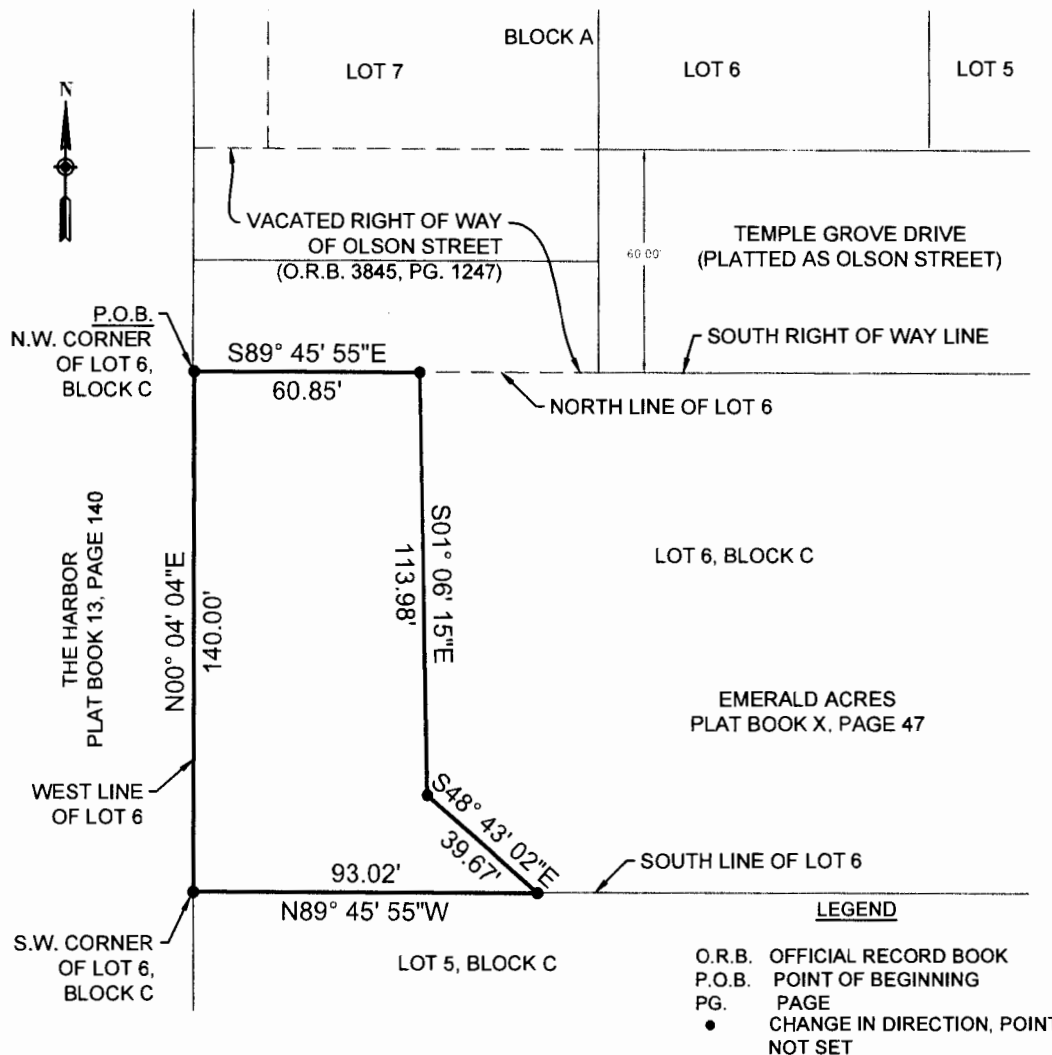 BLOCK A
LOT 7
LOT 6
LOT 5
N
VACATED RIGHT OF WAY
OF OLSON STREET
(O.R.B. 3845, PG. 1247)
60.00'
TEMPLE GROVE DRIVE
(PLATTED AS OLSON STREET)
P.O.B.
N.W. CORNER
OF LOT 6,
BLOCK C
S89° 45' 55"E
60.85'
SOUTH RIGHT OF WAY LINE
NORTH LINE OF LOT 6
THE HARBOR
PLAT BOOK 13, PAGE 140
N00° 04' 04"E
140.00'
S01° 06' 15"E
113.98'
LOT 6, BLOCK C
EMERALD ACRES
PLAT BOOK X, PAGE 47
WEST LINE
OF LOT 6
S48° 43' 02"E
39.67'
93.02'
N89° 45' 55"W
SOUTH LINE OF LOT 6
S.W. CORNER
OF LOT 6,
BLOCK C
LOT 5, BLOCK C
LEGEND
O.R.B. OFFICIAL RECORD BOOK
P.O.B. POINT OF BEGINNING
PG. PAGE
● CHANGE IN DIRECTION, POINT
NOT SET